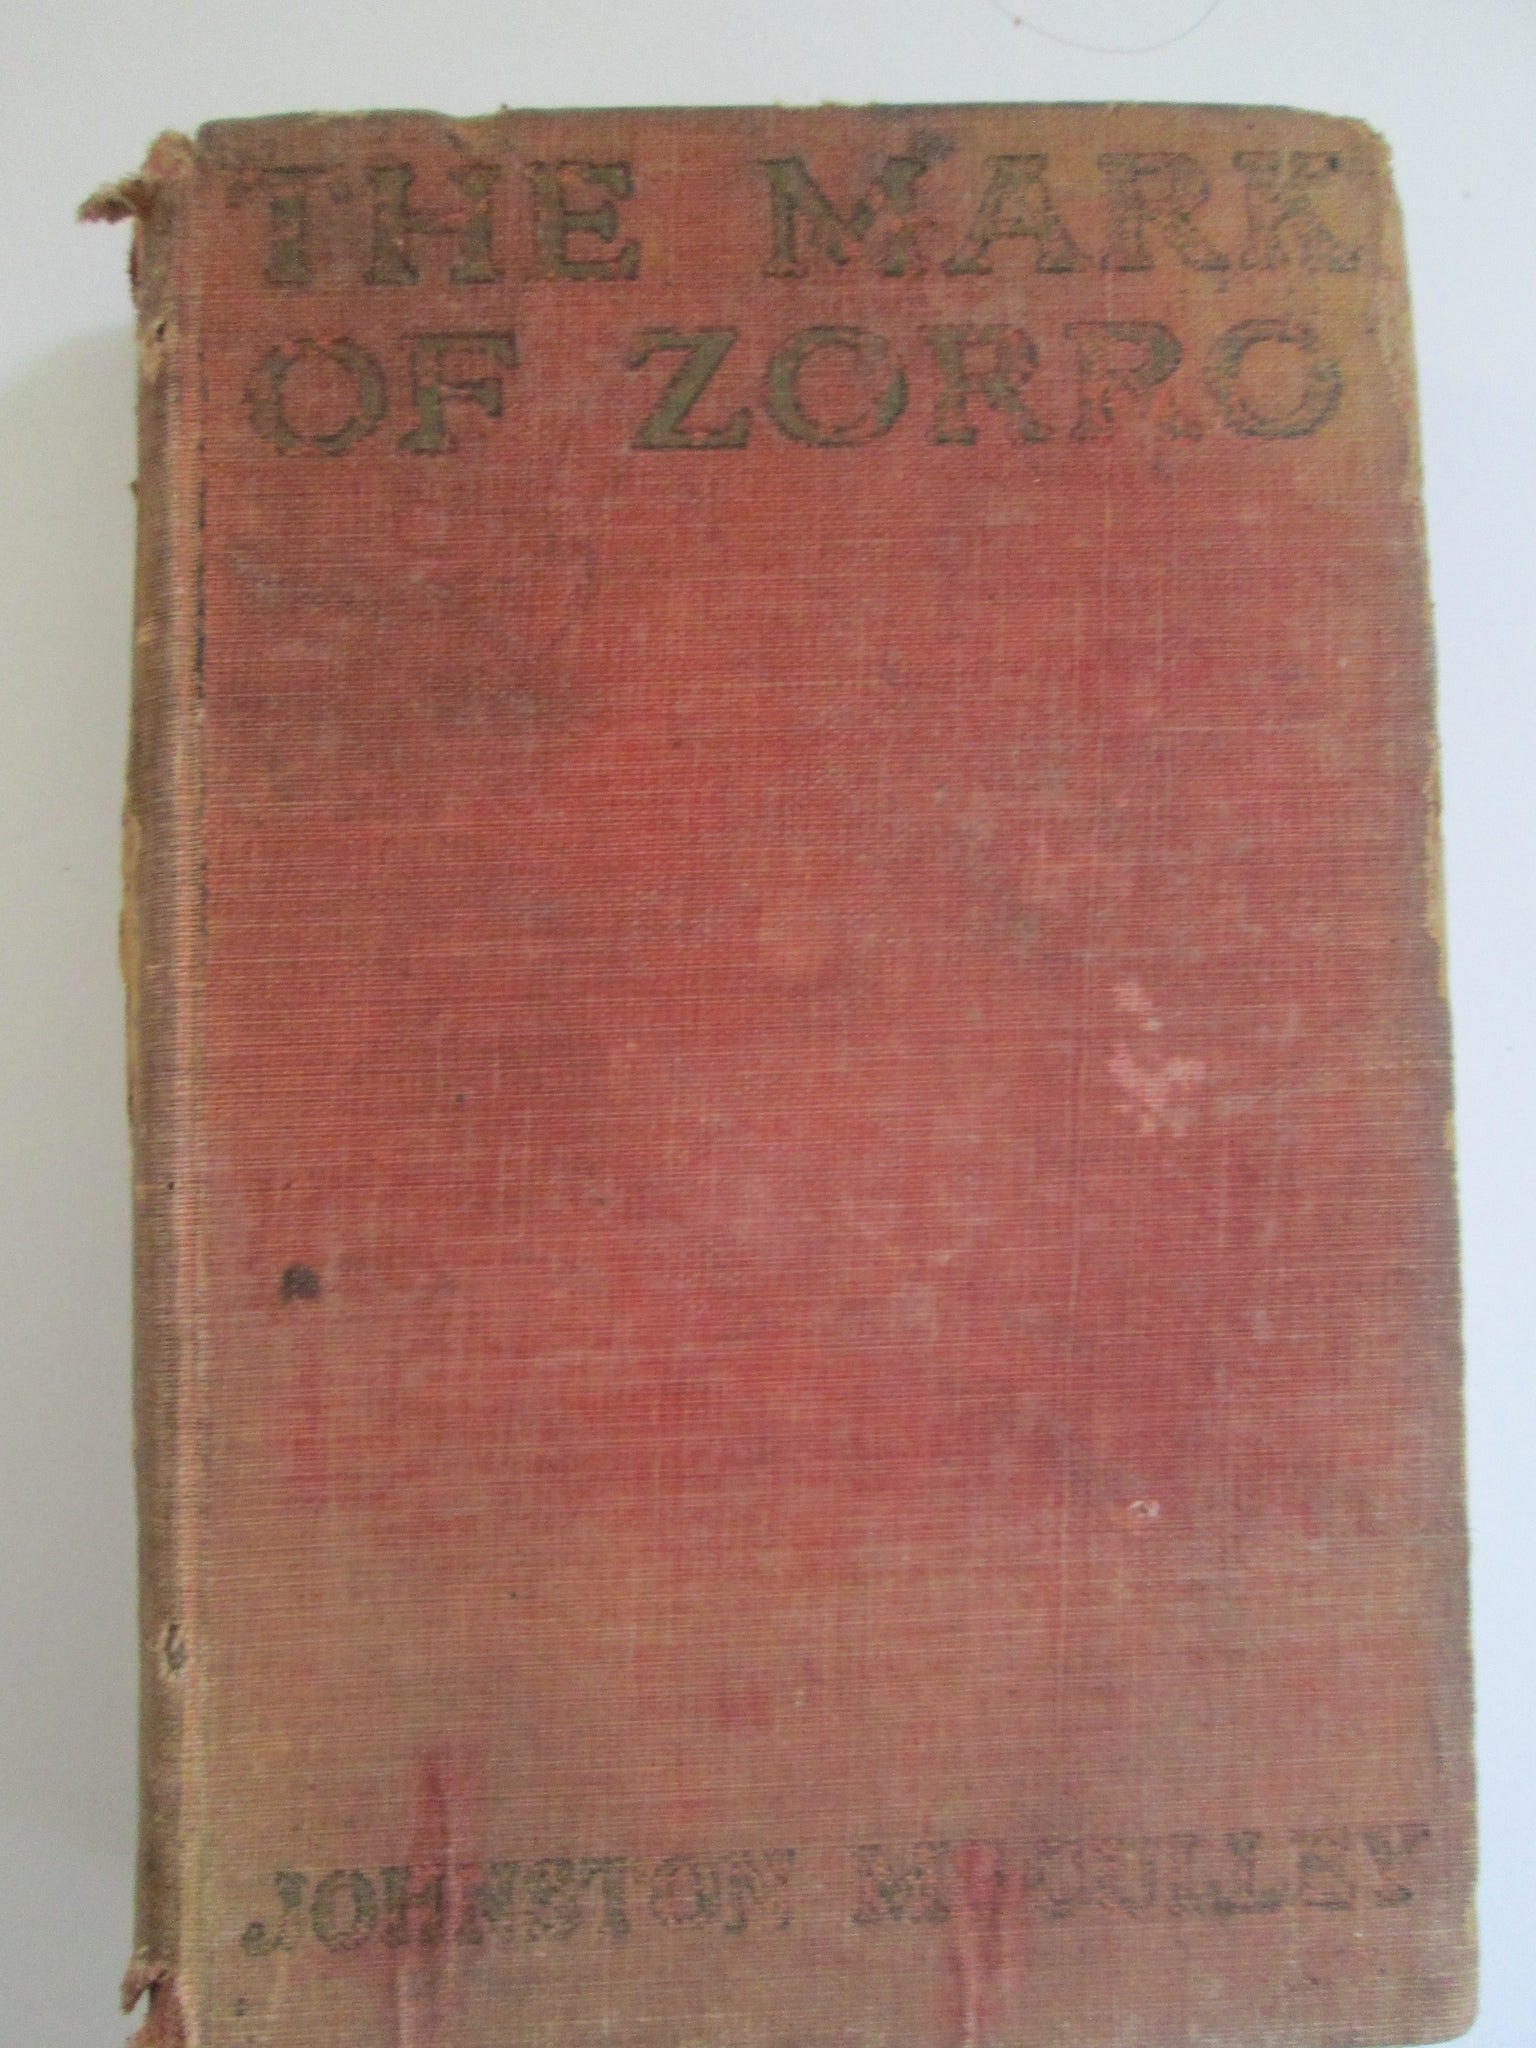 THE MARK
OF ZORRO
JOHNSTON McCULLEY